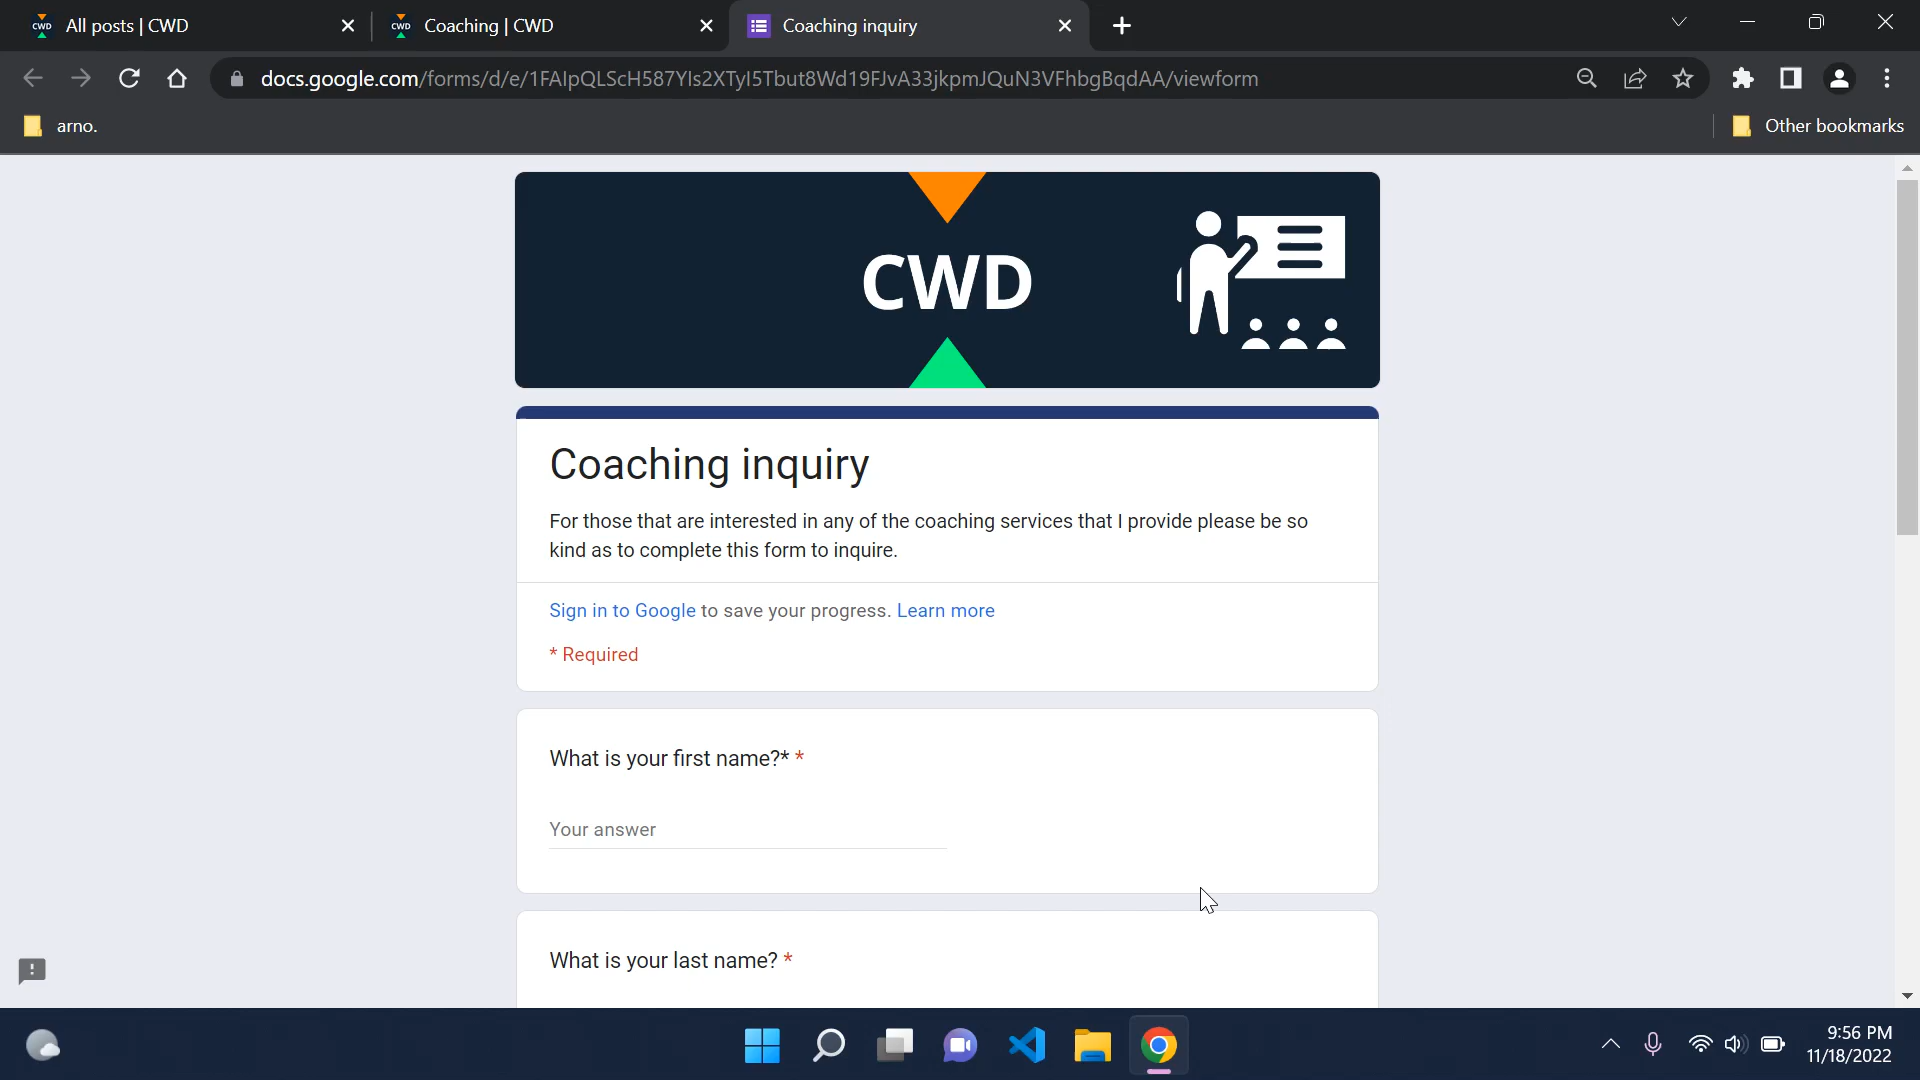 CWD All posts | CWD
CWD Coaching | CWD
Coaching inquiry
docs.google.com/forms/d/e/1FAIpQLScH587YIs2XTyI5Tbut8Wd19FJvA33jkpmJQuN3VFhbgBqdAA/viewform
arno.
Other bookmarks
CWD
Coaching inquiry
For those that are interested in any of the coaching services that I provide please be so
kind as to complete this form to inquire.
Sign in to Google to save your progress. Learn more
* Required
What is your first name?* *
Your answer
What is your last name? *
9:56 PM
11/18/2022